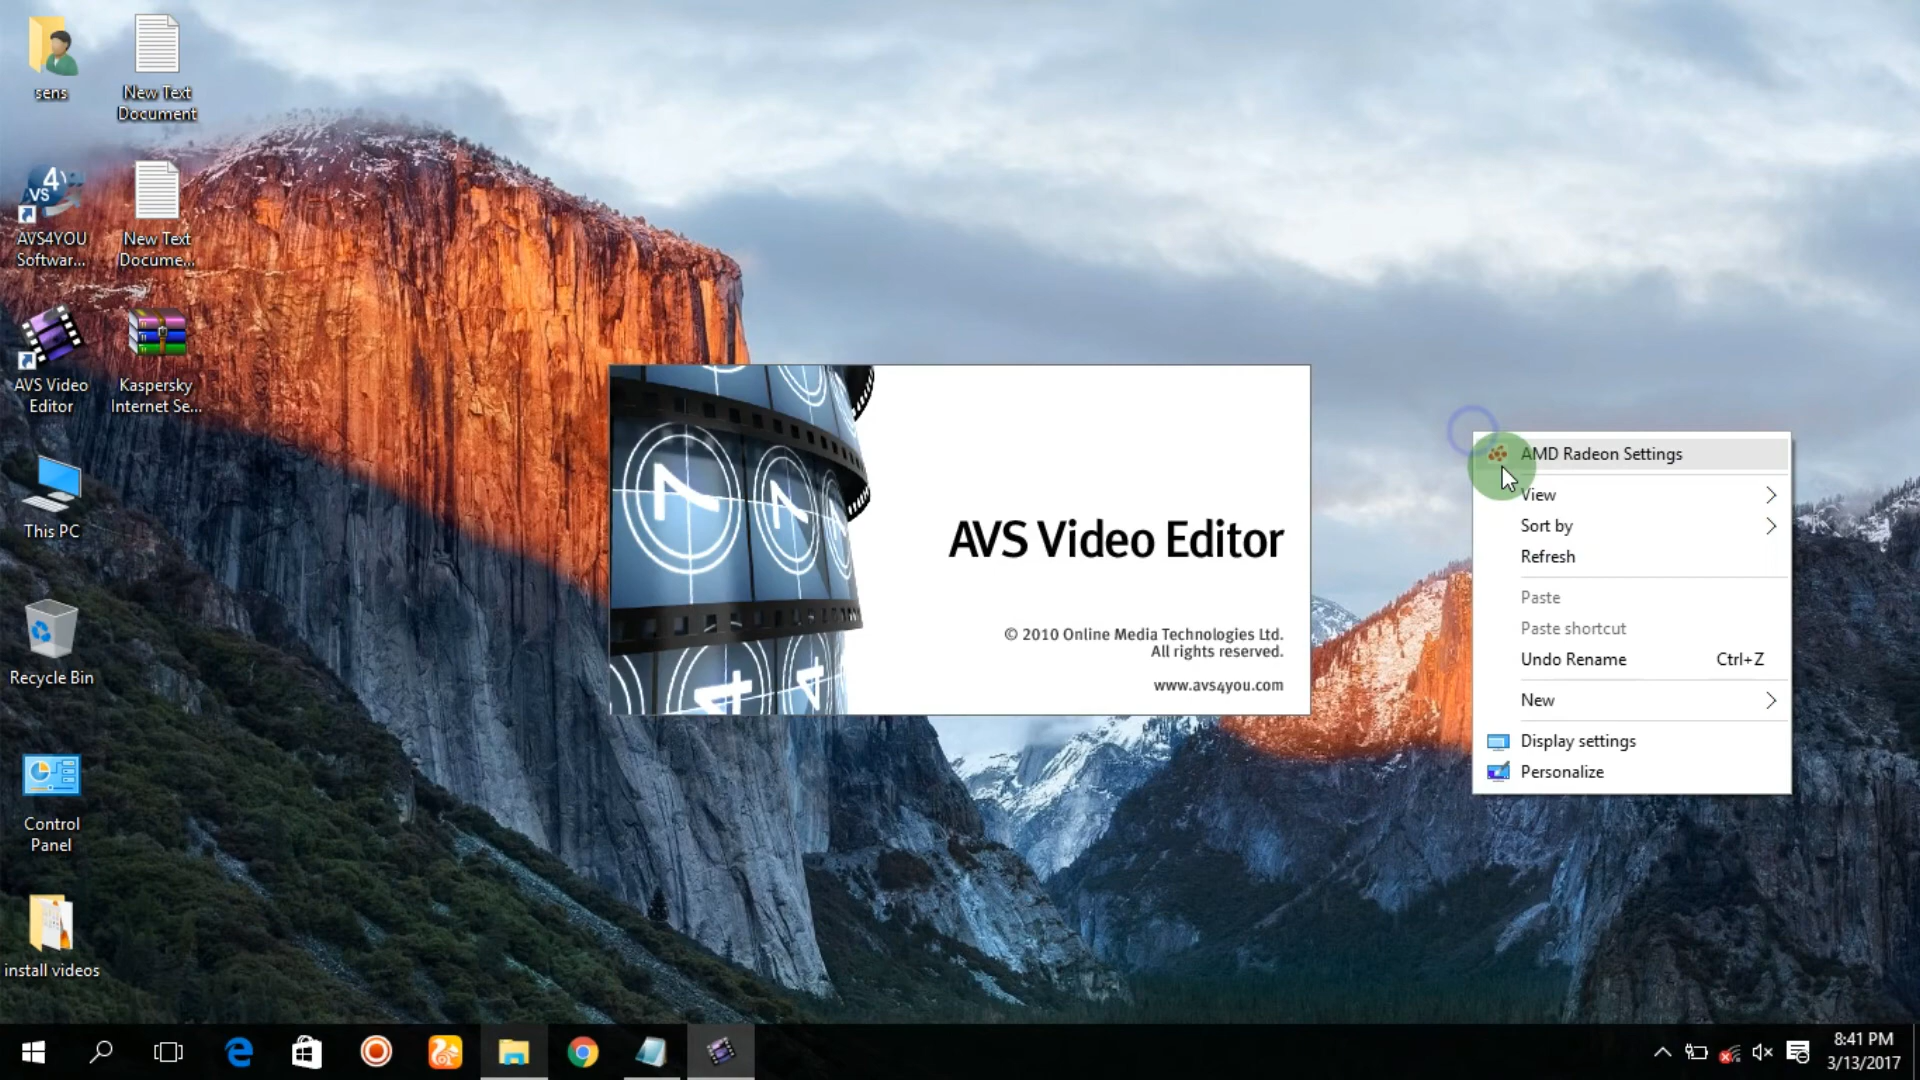 sens
New Text
Document
4
VS
AVS4YOU
Softwar...
New Text
Docume...
AVS Video
Editor
Kaspersky
Internet Se...
This PC
Recycle Bin
Control
Panel
install videos
AVS Video Editor
© 2010 Online Media Technologies Ltd.
All rights reserved.
www.avs4you.com
AMD Radeon Settings
View
Sort by
Refresh
Paste
Paste shortcut
Undo Rename Ctrl+Z
New
Display settings
Personalize
8:41 PM
3/13/2017